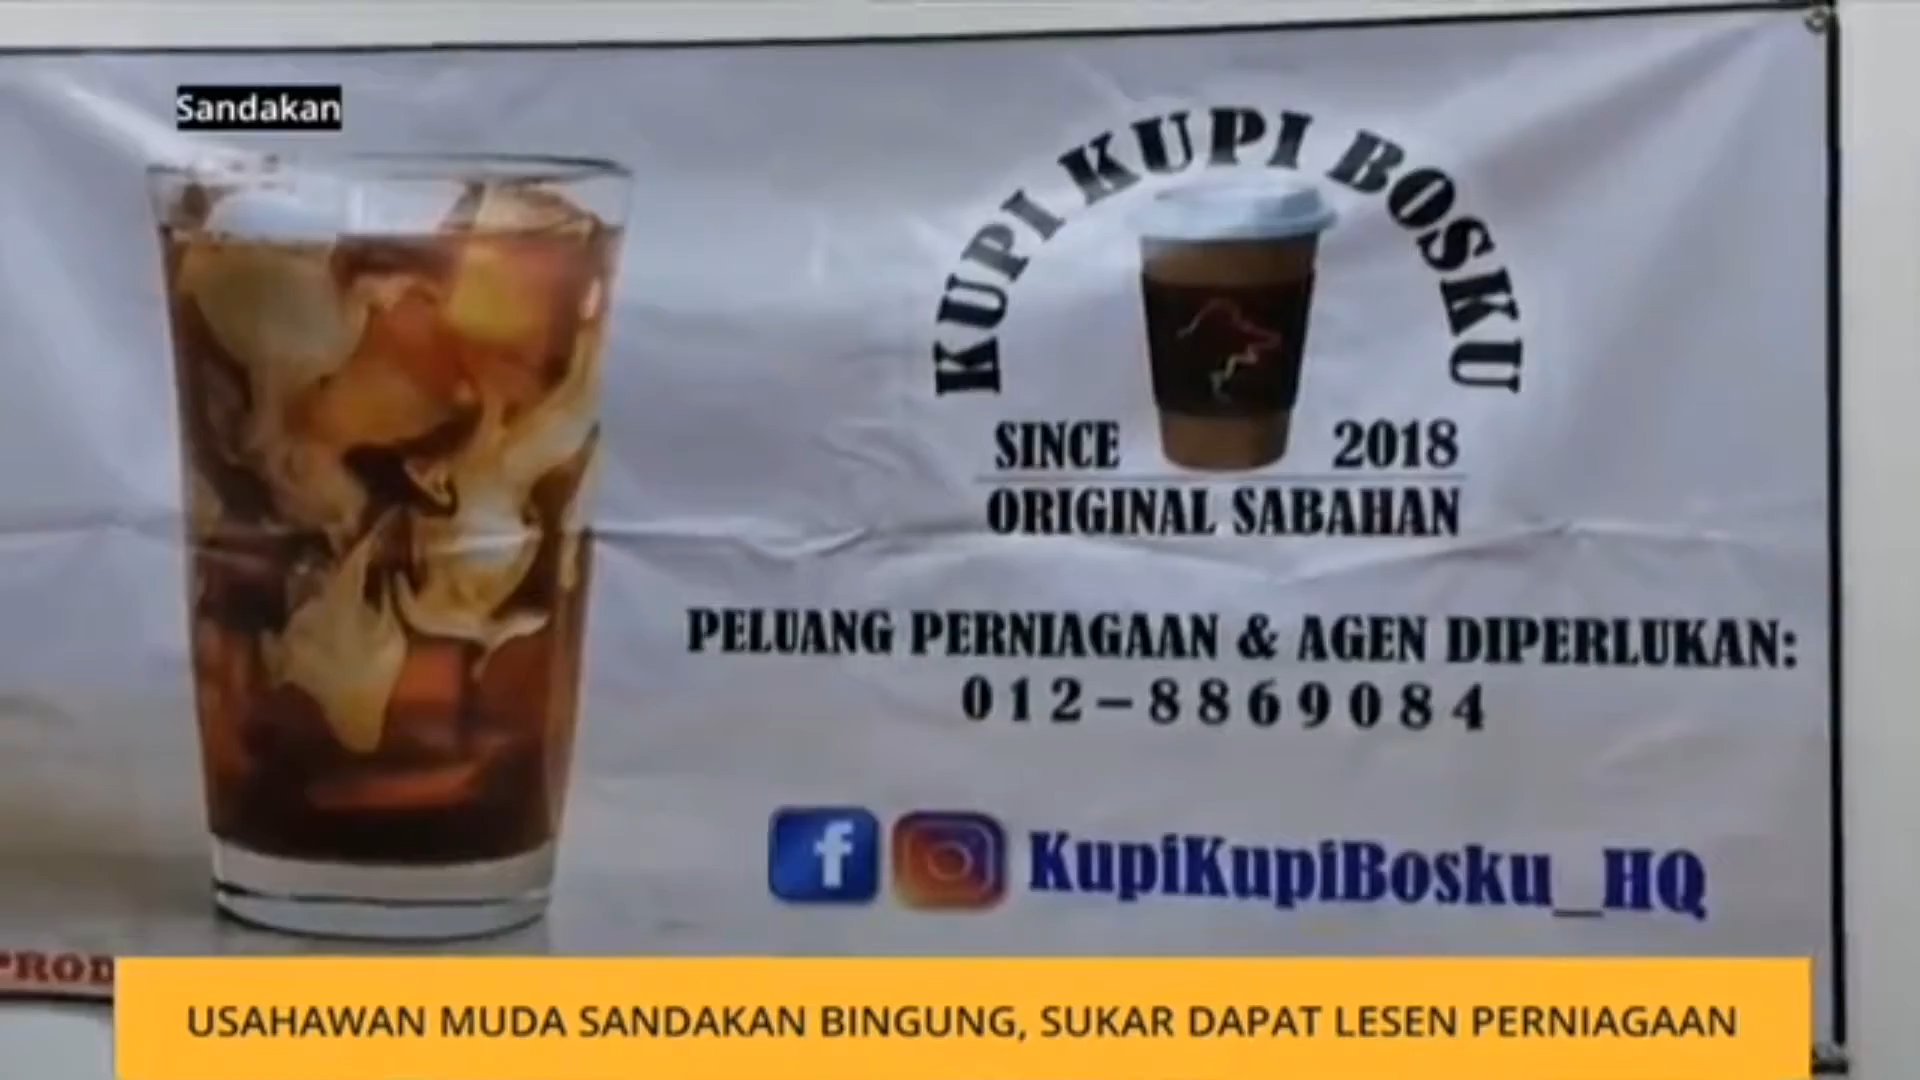 Sandakan
KUPI KUPI BOSKU
SINCE 2018
ORIGINAL SABAHAN
PELUANG PERNIAGAAN & AGEN DIPERLUKAN:
012-8869084
KupiKupiBosku_HQ
PROD
USAHAWAN MUDA SANDAKAN BINGUNG, SUKAR DAPAT LESEN PERNIAGAAN